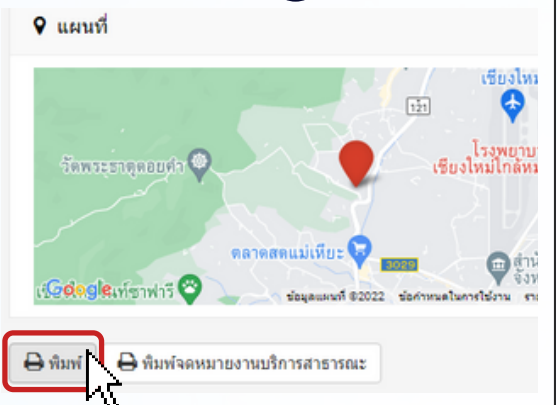 แผนที่
เชียงใหม่
121
วัดพระธาตุดอยคำ
เชียงใหม่ใกล้หม
ตลาดสดแม่เหียะ
3029
Google
ท์ซาฟารี
ข้อมูลแผนที่ ©2022 ข้อกำหนดในการใช้งาน
พิมพ์
พิมพ์จดหมายงานบริการสาธารณะ